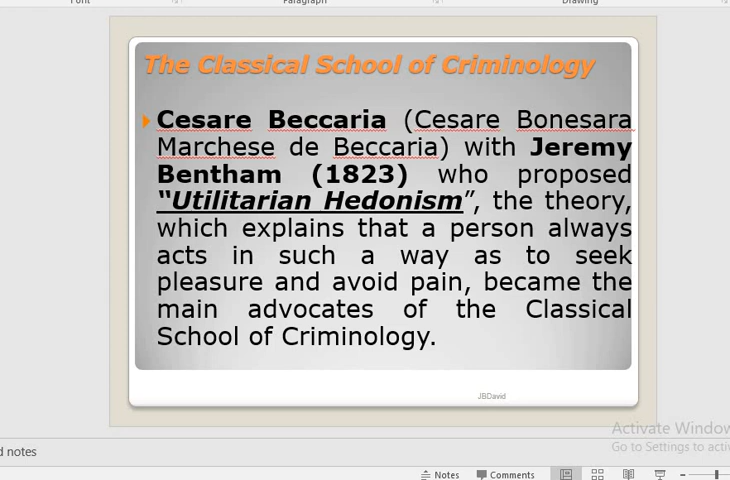 Font
Paragraph
Drawing
The Classical School of Criminology
Cesare Beccaria (Cesare Bonesara
Marchese de Beccaria) with Jeremy
Bentham (1823) who proposed
“Utilitarian Hedonism”, the theory,
which explains that a person always
acts in such a way as to seek
pleasure and avoid pain, became the
main advocates of the Classical
School of Criminology.
JBDavid
Activate Window
Go to Settings to activ
d notes
Notes
Comments